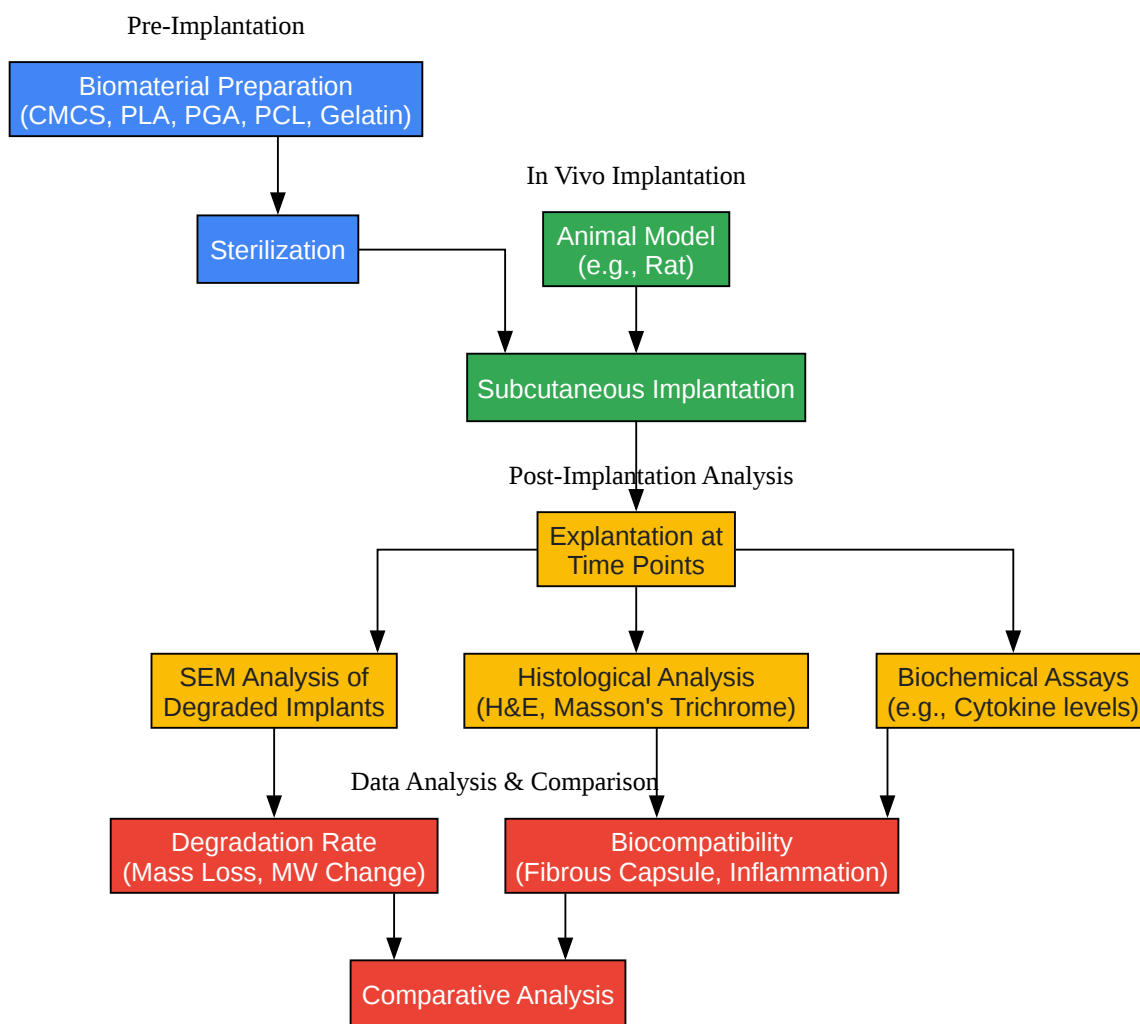 Pre-Implantation
Biomaterial Preparation
(CMCS, PLA, PGA, PCL, Gelatin)
In Vivo Implantation
Sterilization
Animal Model
(e.g., Rat)
Subcutaneous Implantation
Post-Implantation Analysis
Explantation at
Time Points
SEM Analysis of
Degraded Implants
Histological Analysis
(H&E, Masson's Trichrome)
Biochemical Assays
(e.g., Cytokine levels)
Data Analysis & Comparison
Degradation Rate
(Mass Loss, MW Change)
Biocompatibility
(Fibrous Capsule, Inflammation)
Comparative Analysis